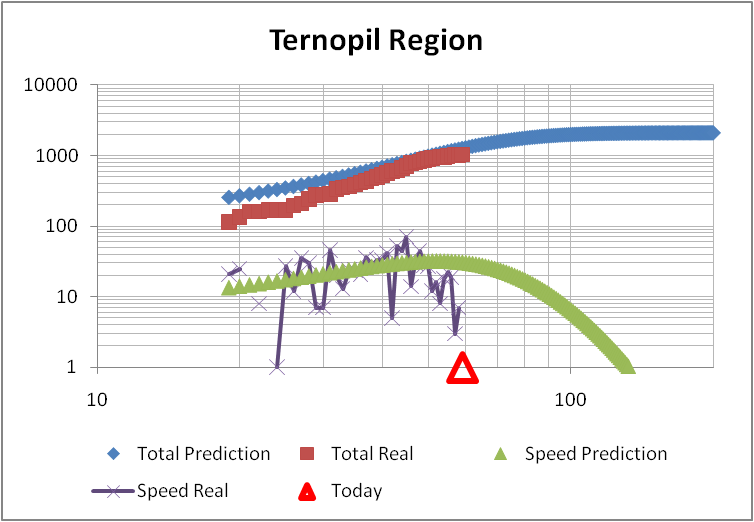 Ternopil Region
10000
1000
100
10
1
10 100
Total Prediction Total Real Speed Prediction
Speed Real Today